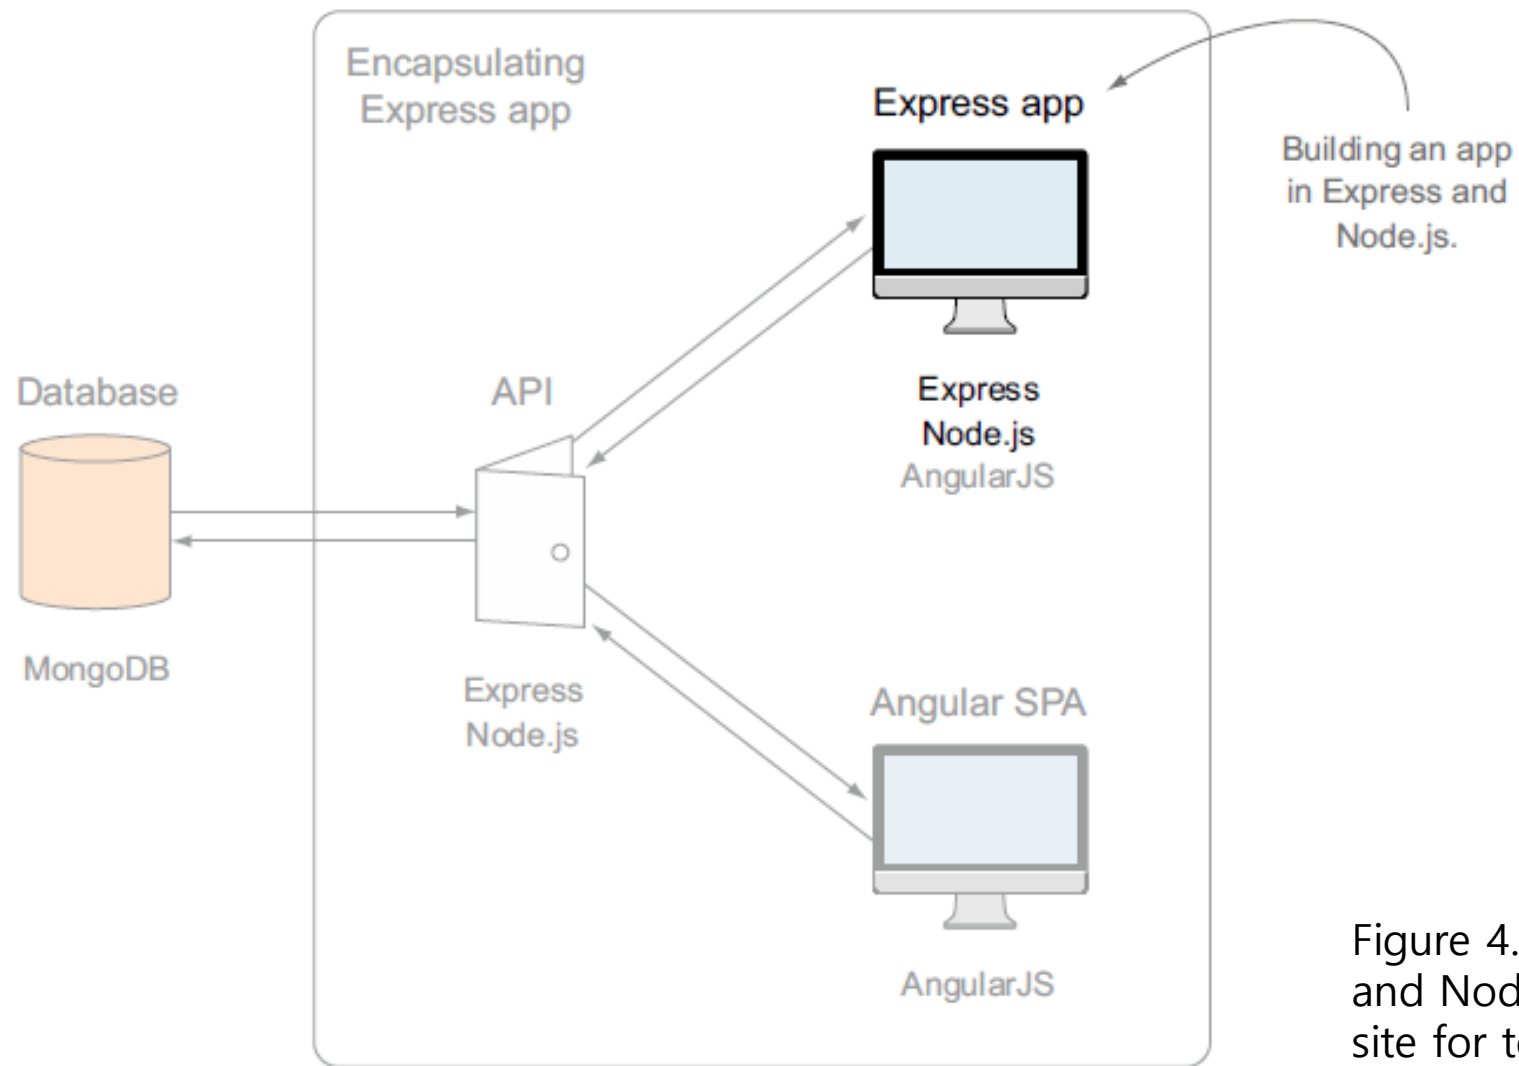 Encapsulating
Express app
Express app
Building an app
in Express and
Node.js.
Express
Node.js
AngularJS
Database
MongoDB
API
Express
Node.js
Angular SPA
AngularJS
Figure 4.
and
site for